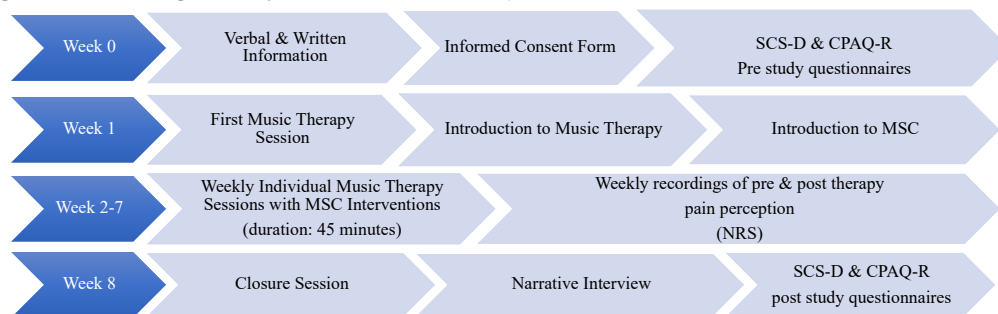 Week 0
Verbal & Written
Information
Informed Consent Form
SCS-D & CPAQ-R
Pre study questionnaires
Week 1
First Music Therapy
Session
Introduction to Music Therapy
Introduction to MSC
Week 2-7
Weekly Individual Music Therapy
Sessions with MSC Interventions
(duration: 45 minutes)
Weekly recordings of pre & post therapy
pain perception
(NRS)
Week 8
Closure Session
Narrative Interview
SCS-D & CPAQ-R
post study questionnaires